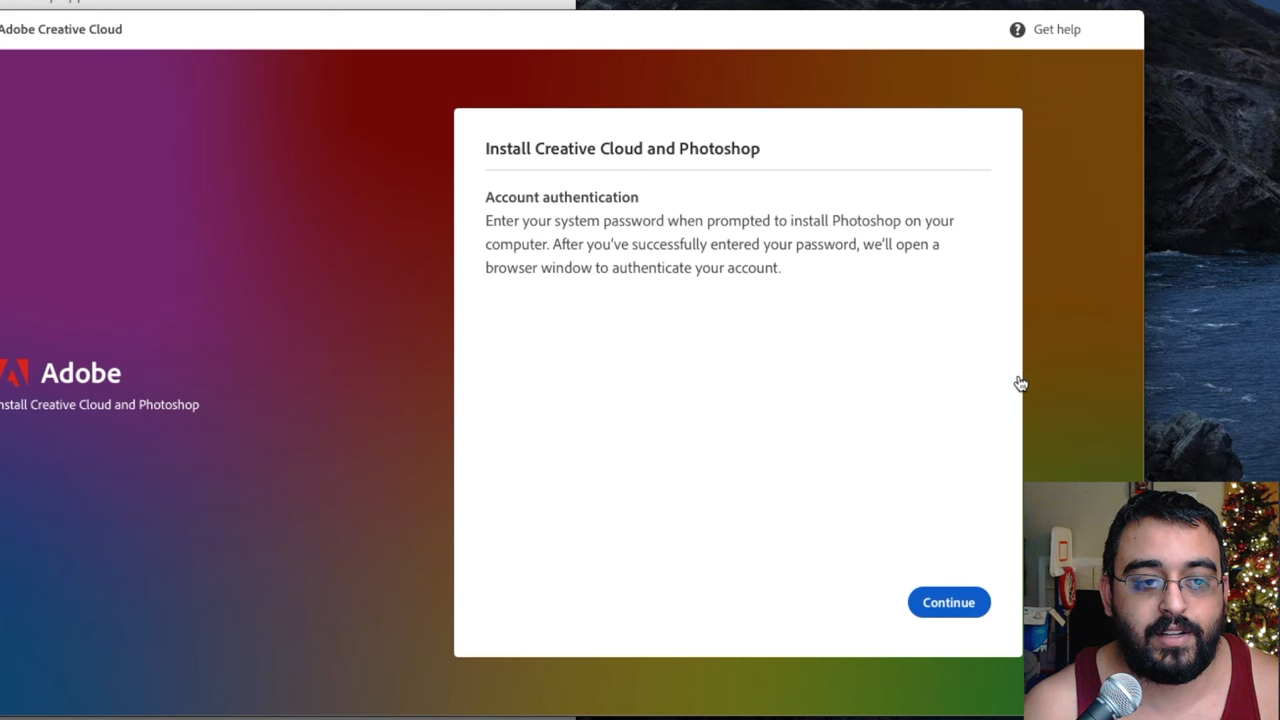 Adobe Creative Cloud
Get help
Install Creative Cloud and Photoshop
Account authentication
Enter your system password when prompted to install Photoshop on your
computer. After you've successfully entered your password, we'll open a
browser window to authenticate your account.
Adobe
nstall Creative Cloud and Photoshop
Continue